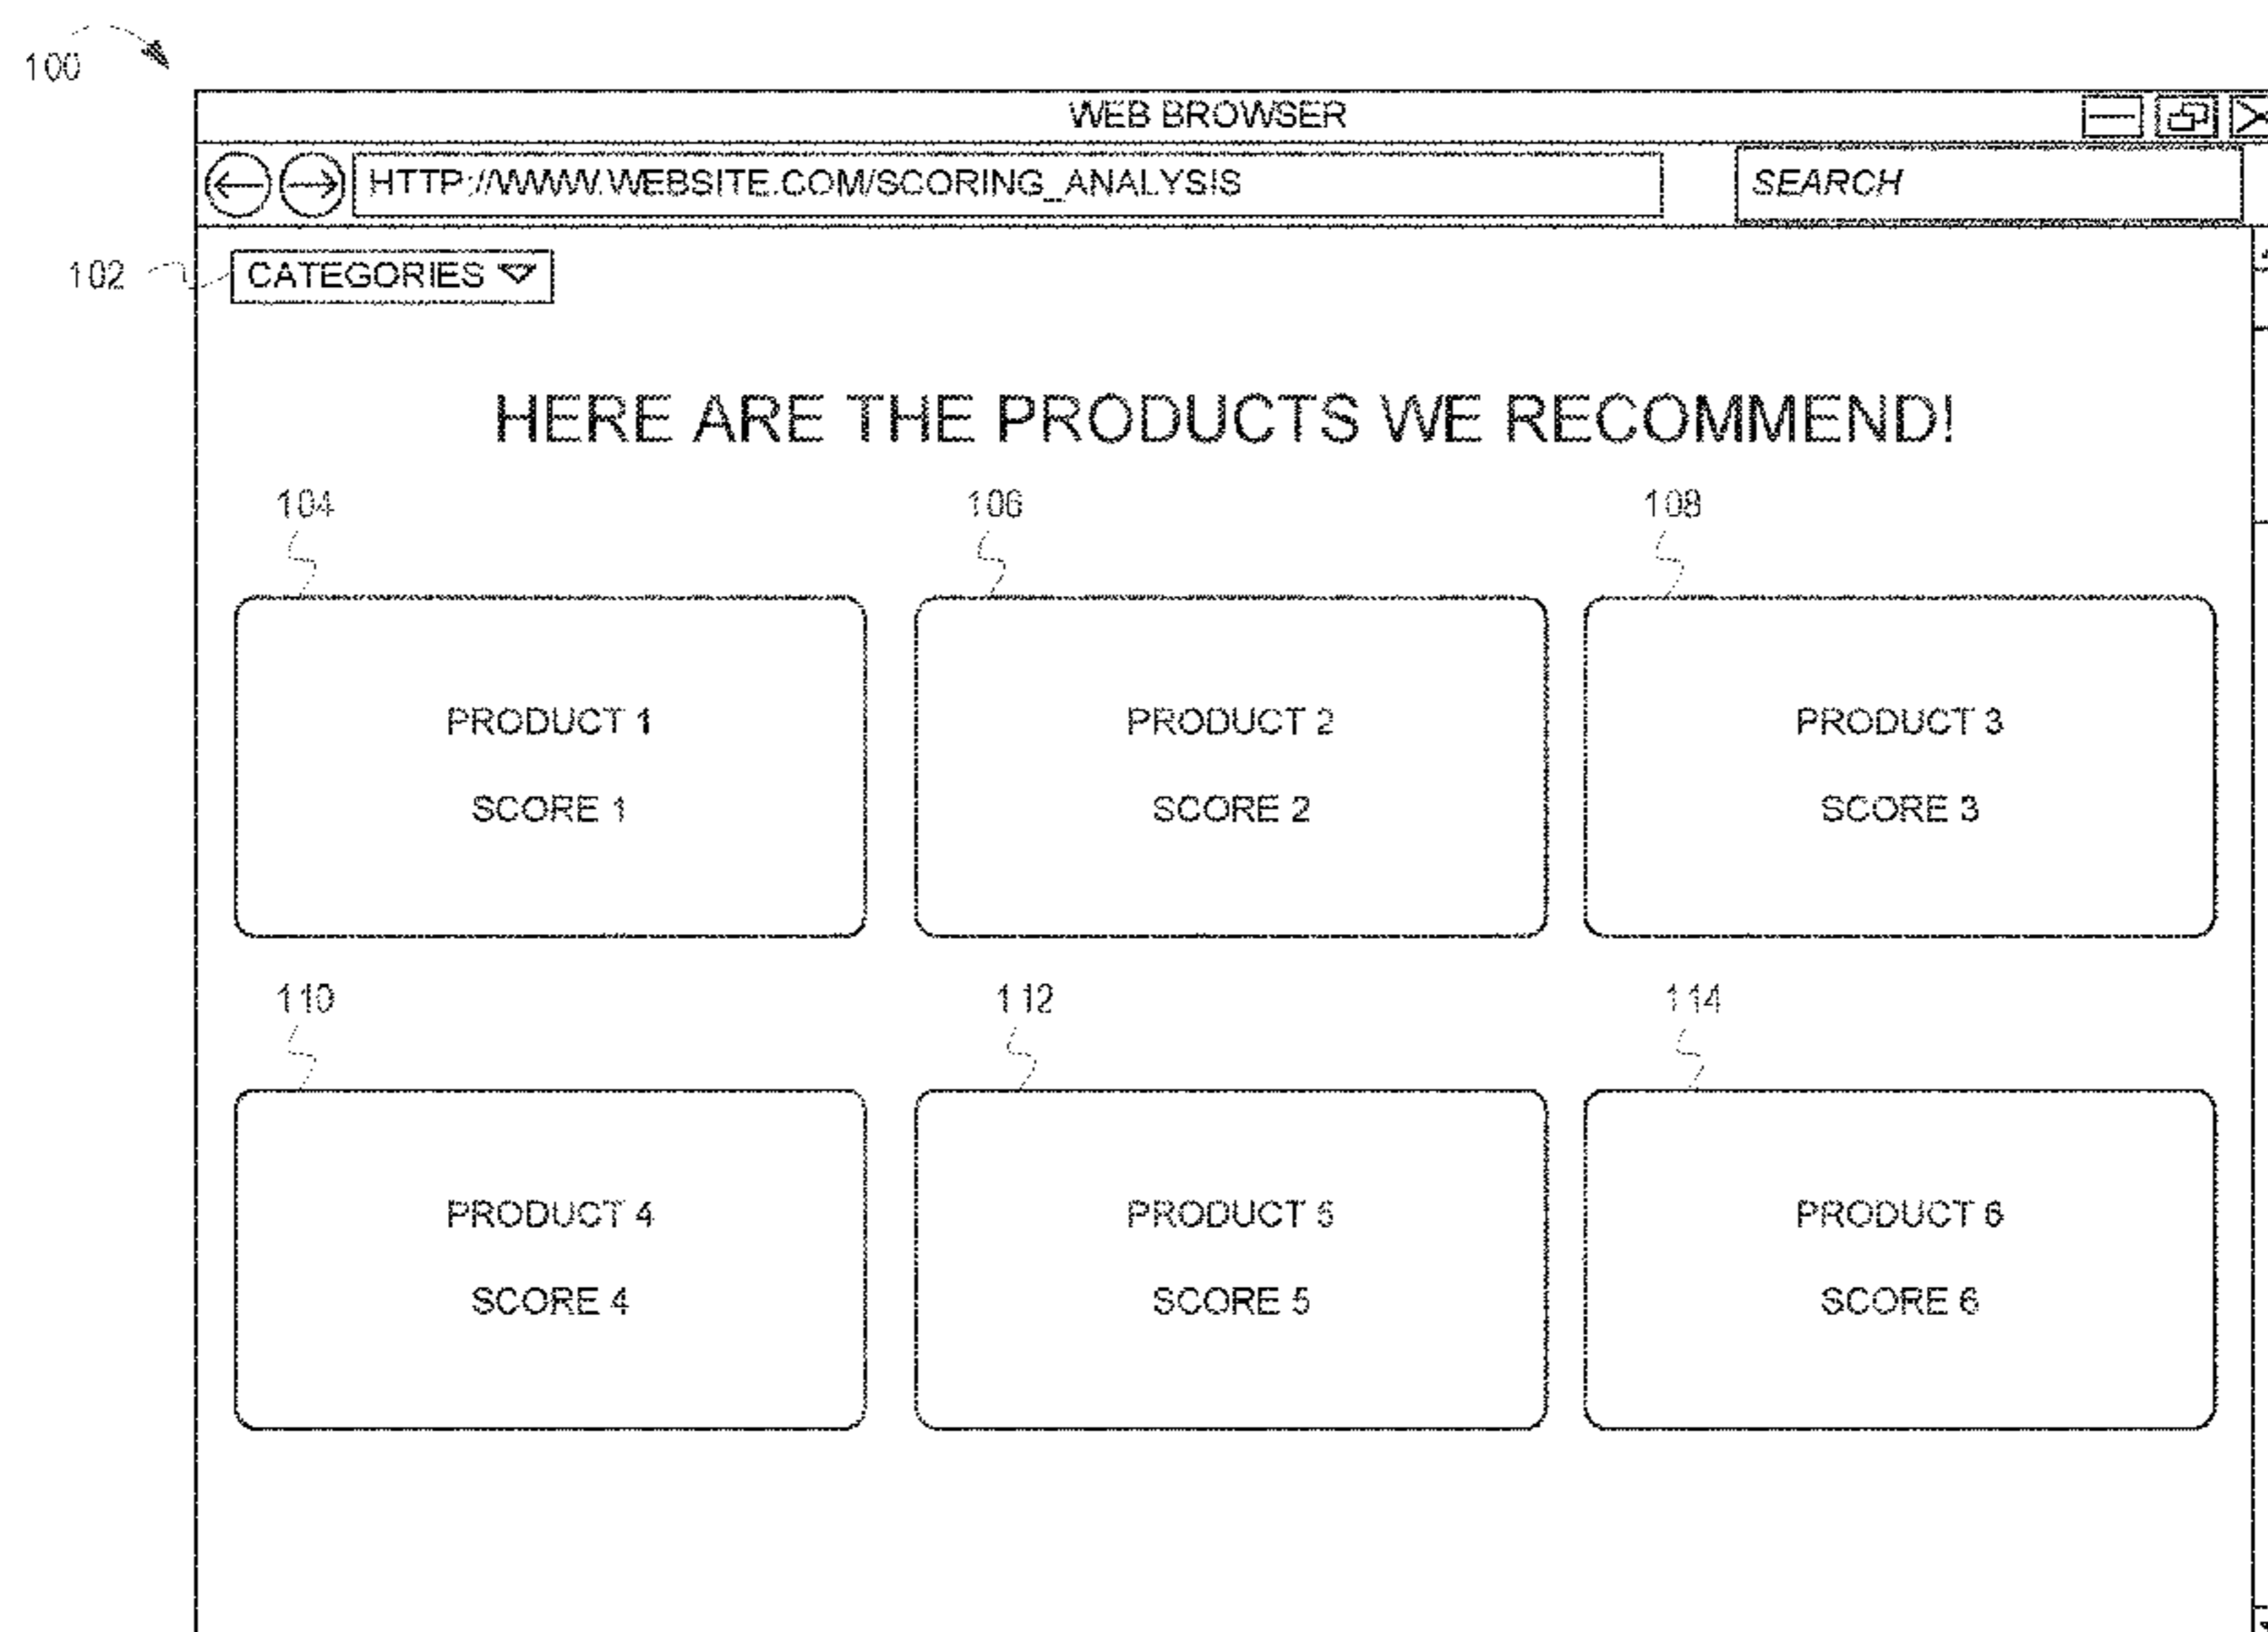 100
WEB BROWSER
HTTP://WWW.WEBSITE.COM/SCORING_ANALYSIS SEARCH
102 CATEGORIES
HERE ARE THE PRODUCTS WE RECOMMEND!
104 106 108
PRODUCT 1 PRODUCT 2 PRODUCT 3
SCORE 1 SCORE 2 SCORE 3
110 112 114
PRODUCT 4 PRODUCT 5 PRODUCT 6
SCORE 4 SCORE 5 SCORE 6